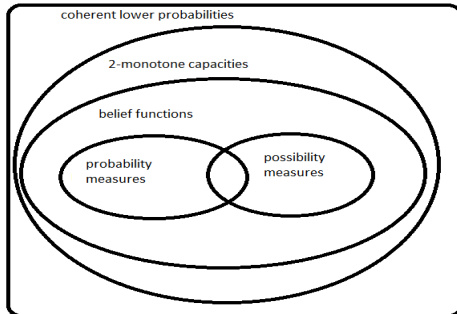 coherent lower probabilities
2-monotone capacities
belief functions
probability
measures
possibility
measures